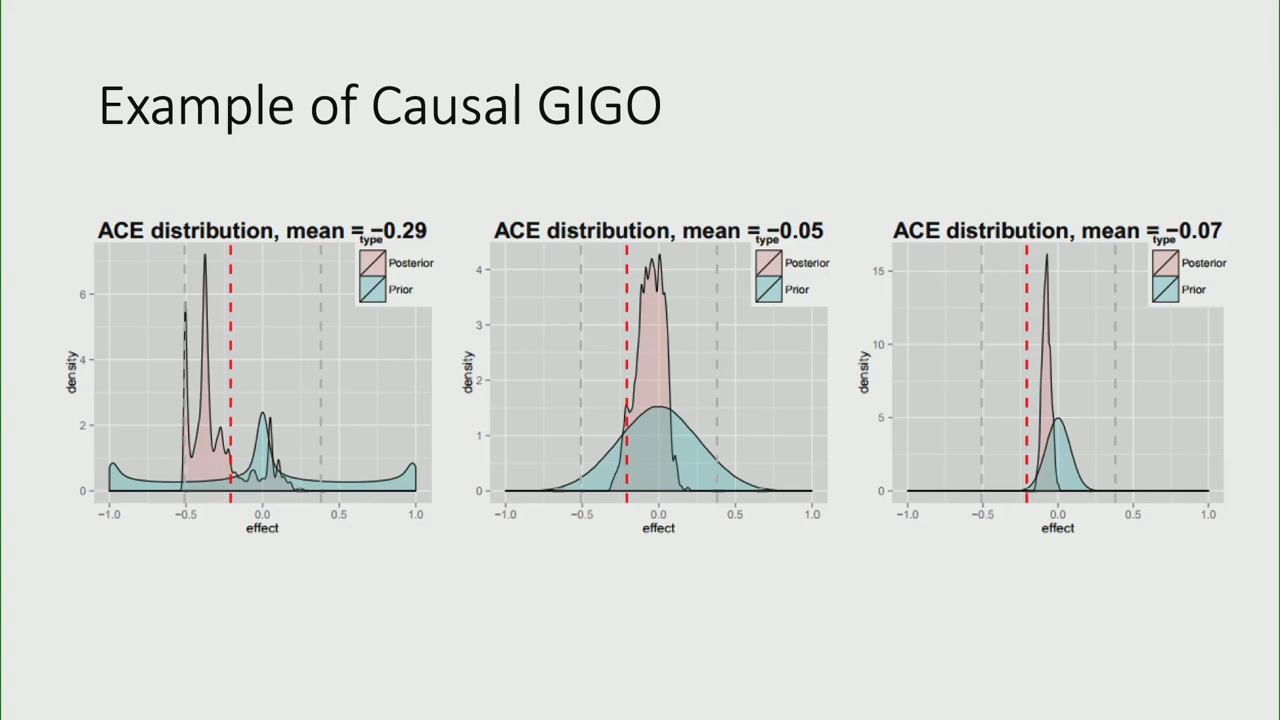 Example of Causal GIGO
ACE distribution, mean = −0.29
type
Posterior
Prior
6
4
2
0
density
−1.0 −0.5 0.0 0.5 1.0
effect
ACE distribution, mean = −0.05
type
Posterior
Prior
4
3
2
1
0
density
−1.0 −0.5 0.0 0.5 1.0
effect
ACE distribution, mean = −0.07
type
Posterior
Prior
15
10
5
0
density
−1.0 −0.5 0.0 0.5 1.0
effect